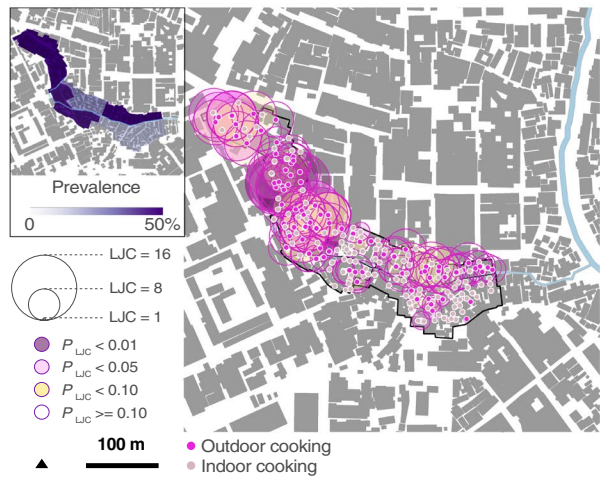 Prevalence
0 50%
LJC = 16
LJC = 8
LJC = 1
P LJC < 0.01
P LJC < 0.05
P LJC < 0.10
P LJC >= 0.10
100 m
Outdoor cooking
Indoor cooking